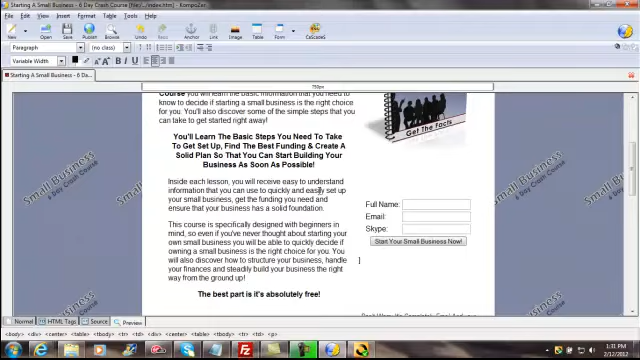 Starting A Small Business - 6 Day Crash Course [file:/.../index.htm] - KompoZer
File Edit View Insert Format Table Tools Help
New Open Save Publish Browse Undo Redo Anchor Link Image Table Form CaScadeS
Paragraph (no class)
Variable Width
Starting A Small Business - 6 Da...
750px
Course you will learn the basic information that you need to
know to decide if starting a small business is the right choice
for you. You'll also discover some of the simple steps that you
can take to get started right away!
Get The Facts
You'll Learn The Basic Steps You Need To Take
To Get Set Up, Find The Best Funding & Create A
Solid Plan So That You Can Start Building Your
Business As Soon As Possible!
Inside each lesson, you will receive easy to understand
information that you can use to quickly and easily set up
your small business, get the funding you need and
ensure that your business has a solid foundation.
Full Name:
Email:
Skype:
Start Your Small Business Now!
This course is specifically designed with beginners in
mind, so even if you've never thought about starting your
own small business you will be able to quickly decide if
owning a small business is the right choice for you. You
will also discover how to structure your business, handle
your finances and steadily build your business the right
way from the ground up!
The best part is it's absolutely free!
Small Business
6 Day Crash Course
Small Business
6 Day Crash Course
Normal HTML Tags Source Preview
<body> <div> <center> <table> <tr> <td> <div> <center> <table> <tr> <td> <p>
1:31 PM
2/12/2012